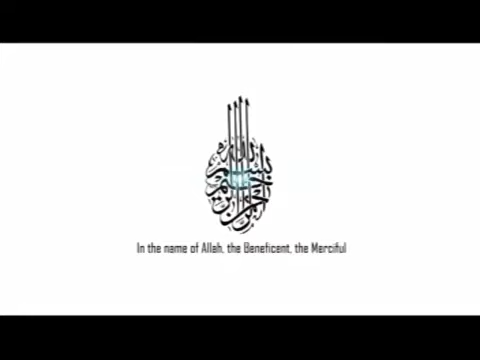 بسم الله الرحمن الرحيم
In the name of Allah, the Beneficent, the Merciful